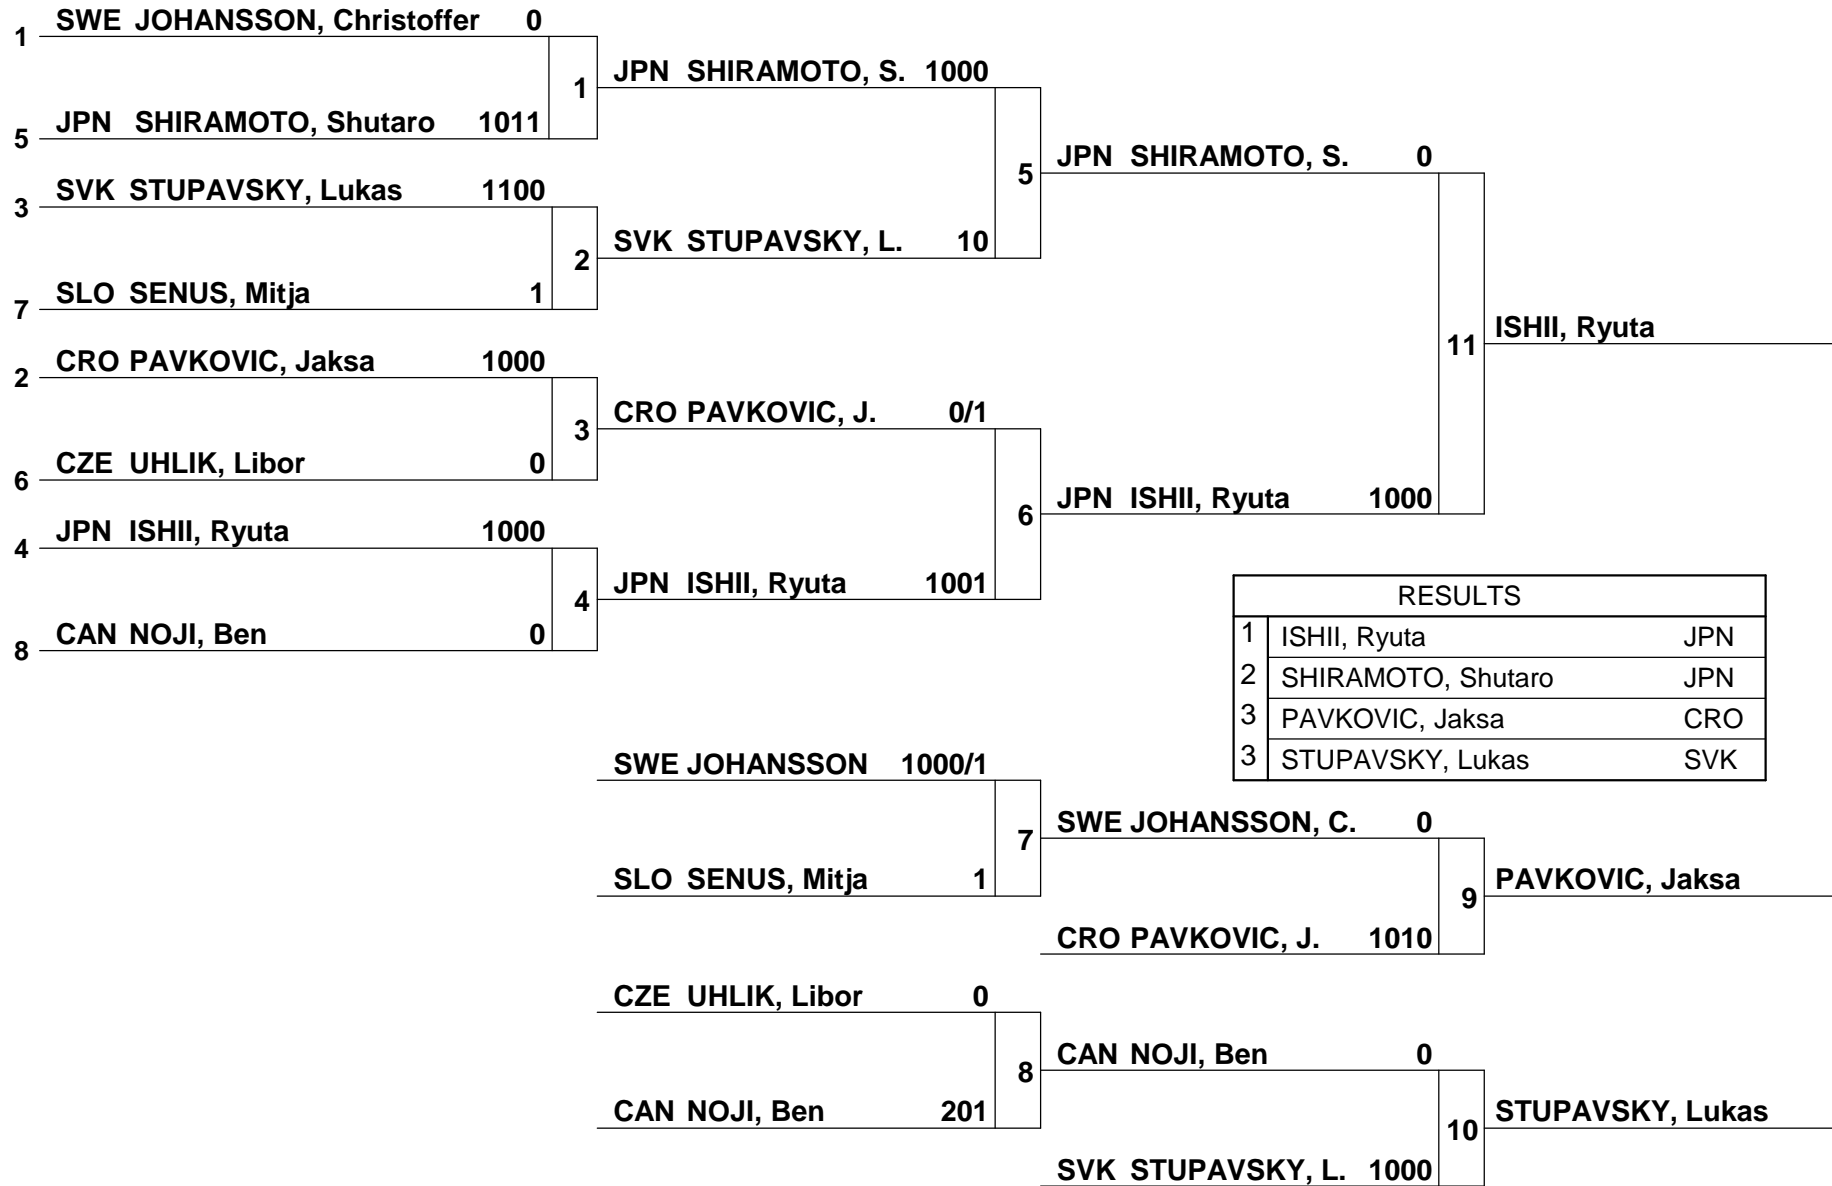 SWE JOHANSSON, Christoffer 0
1
JPN SHIRAMOTO, Shutaro 1011
5
1
SVK STUPAVSKY, Lukas 1100
3
SLO SENUS, Mitja 1
7
2
CRO PAVKOVIC, Jaksa 1000
2
CZE UHLIK, Libor 0
6
3
JPN ISHII, Ryuta 1000
4
CAN NOJI, Ben 0
8
4
JPN SHIRAMOTO, S. 1000
SVK STUPAVSKY, L. 10
5
CRO PAVKOVIC, J. 0/1
JPN ISHII, Ryuta 1001
6
JPN SHIRAMOTO, S. 0
JPN ISHII, Ryuta 1000
11
ISHII, Ryuta
RESULTS
1 ISHII, Ryuta JPN
2 SHIRAMOTO, Shutaro JPN
3 PAVKOVIC, Jaksa CRO
3 STUPAVSKY, Lukas SVK
SWE JOHANSSON 1000/1
SLO SENUS, Mitja 1
7
SWE JOHANSSON, C. 0
CRO PAVKOVIC, J. 1010
9
PAVKOVIC, Jaksa
CZE UHLIK, Libor 0
CAN NOJI, Ben 201
8
CAN NOJI, Ben 0
SVK STUPAVSKY, L. 1000
10
STUPAVSKY, Lukas